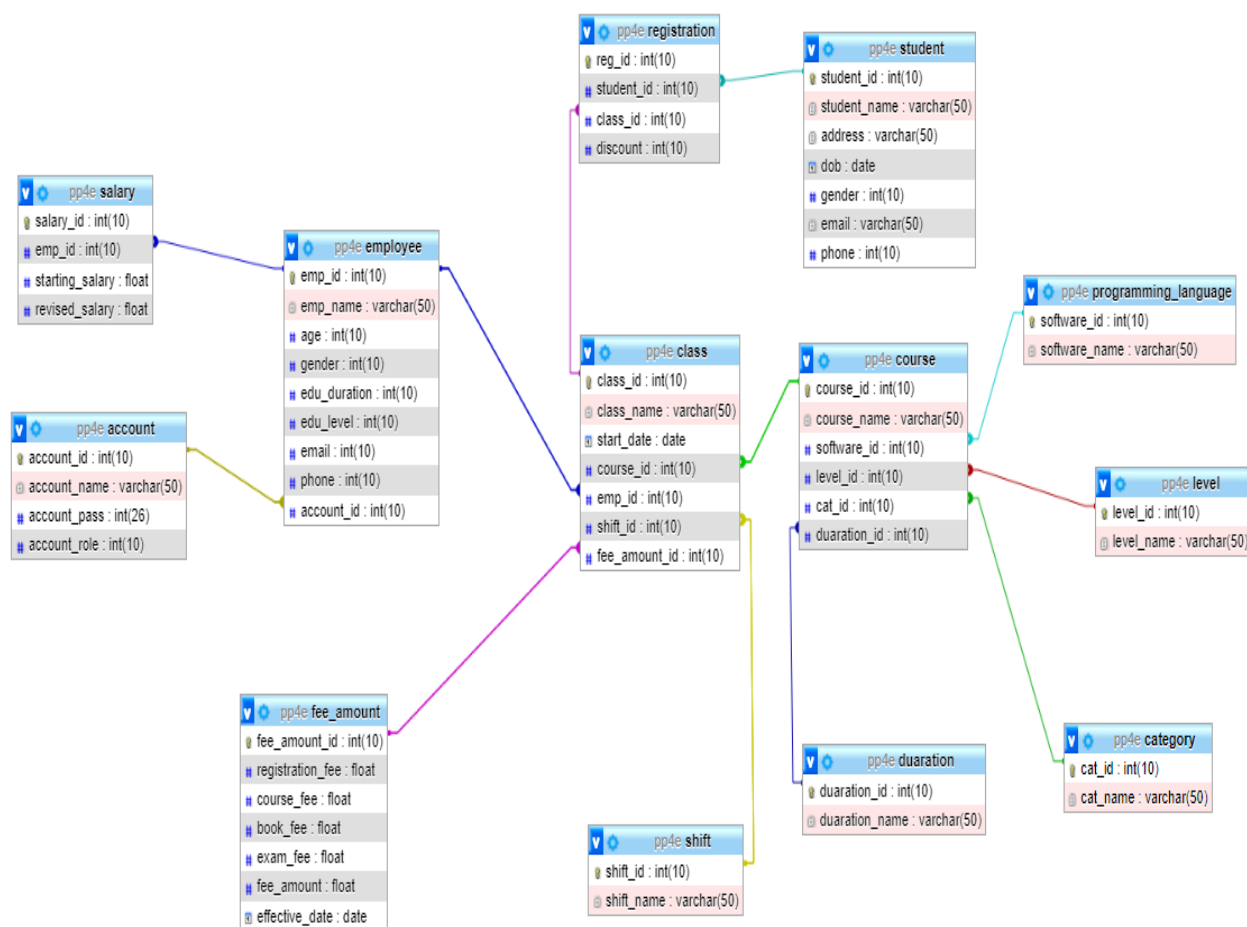 pp4e registration
reg_id : int(10)
student_id : int(10)
class_id : int(10)
discount : int(10)
pp4e student
student_id : int(10)
student_name : varchar(50)
address : varchar(50)
dob : date
gender : int(10)
email : varchar(50)
phone : int(10)
pp4e salary
salary_id : int(10)
emp_id : int(10)
starting_salary : float
revised_salary : float
pp4e employee
emp_id : int(10)
emp_name : varchar(50)
age : int(10)
gender : int(10)
edu_duration : int(10)
edu_level : int(10)
email : int(10)
phone : int(10)
account_id : int(10)
pp4e programming_language
software_id : int(10)
software_name : varchar(50)
pp4e class
class_id : int(10)
class_name : varchar(50)
start_date : date
course_id : int(10)
emp_id : int(10)
shift_id : int(10)
fee_amount_id : int(10)
pp4e course
course_id : int(10)
course_name : varchar(50)
software_id : int(10)
level_id : int(10)
cat_id : int(10)
duaration_id : int(10)
pp4e account
account_id : int(10)
account_name : varchar(50)
account_pass : int(26)
account_role : int(10)
pp4e level
level_id : int(10)
level_name : varchar(50)
pp4e fee_amount
fee_amount_id : int(10)
registration_fee : float
course_fee : float
book_fee : float
exam_fee : float
fee_amount : float
effective_date : date
pp4e duaration
duaration_id : int(10)
duaration_name : varchar(50)
pp4e category
cat_id : int(10)
cat_name : varchar(50)
pp4e shift
shift_id : int(10)
shift_name : varchar(50)